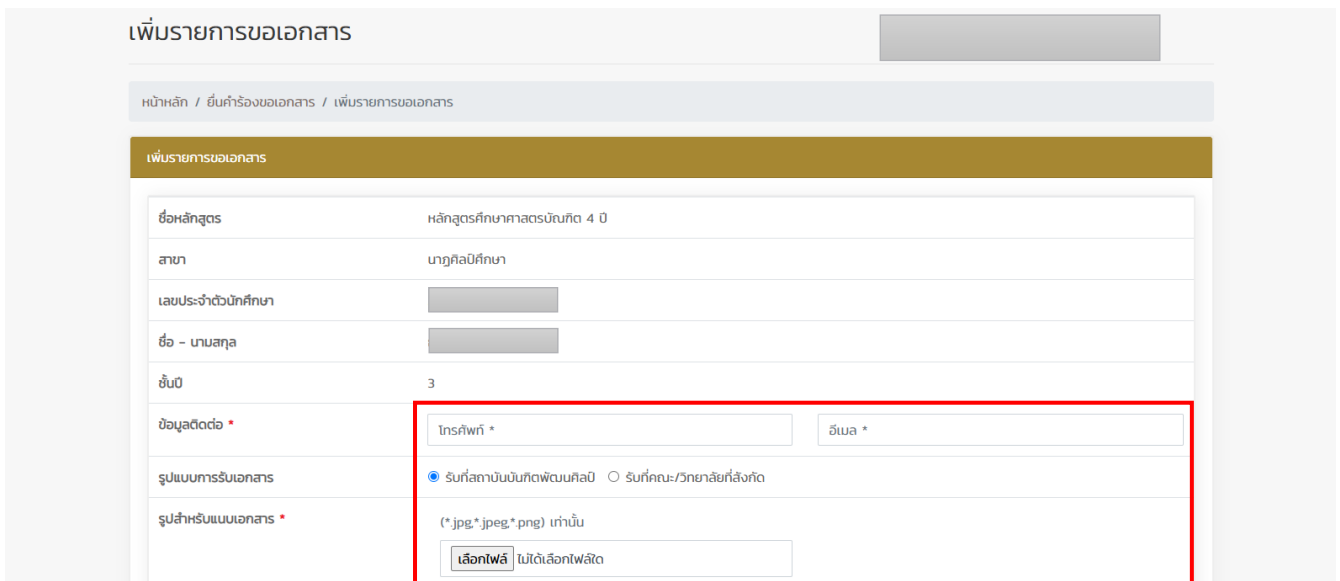 เพิ่มรายการขอเอกสาร
หน้าหลัก / ยื่นคำร้องขอเอกสาร / เพิ่มรายการขอเอกสาร
เพิ่มรายการขอเอกสาร
ชื่อหลักสูตร หลักสูตรศึกษาศาสตรบัณฑิต 4 ปี
สาขา นาฏศิลป์ศึกษา
เลขประจำตัวนักศึกษา
ชื่อ - นามสกุล
ชั้นปี 3
ข้อมูลติดต่อ * โทรศัพท์ * อีเมล *
รูปแบบการรับเอกสาร รับที่สถาบันบันฑิตพัฒนศิลป์ รับที่คณะ/วิทยาลัยที่สังกัด
รูปสำหรับแนบเอกสาร * (*.jpg,*.jpeg,*.png) เท่านั้น
เลือกไฟล์ ไม่ได้เลือกไฟล์ใด